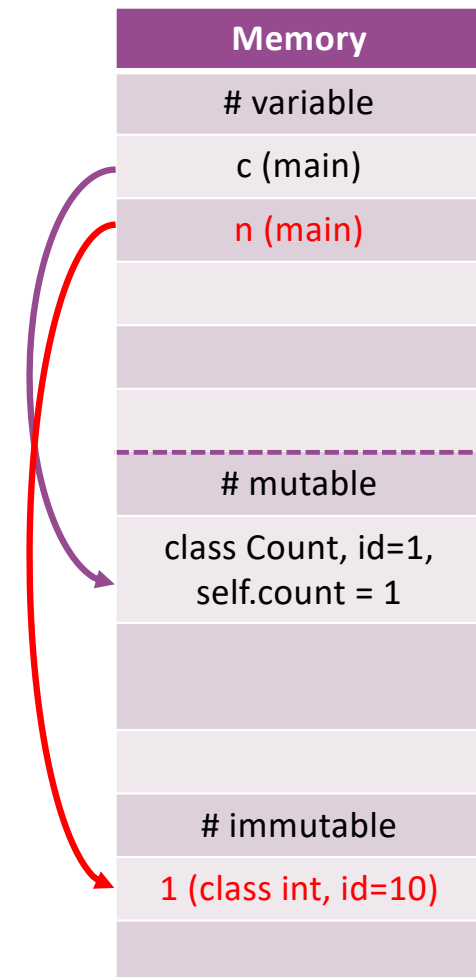 Memory
# variable
c (main)
n (main)
# mutable
class Count, id=1,
self.count = 1
# immutable
1 (class int, id=10)